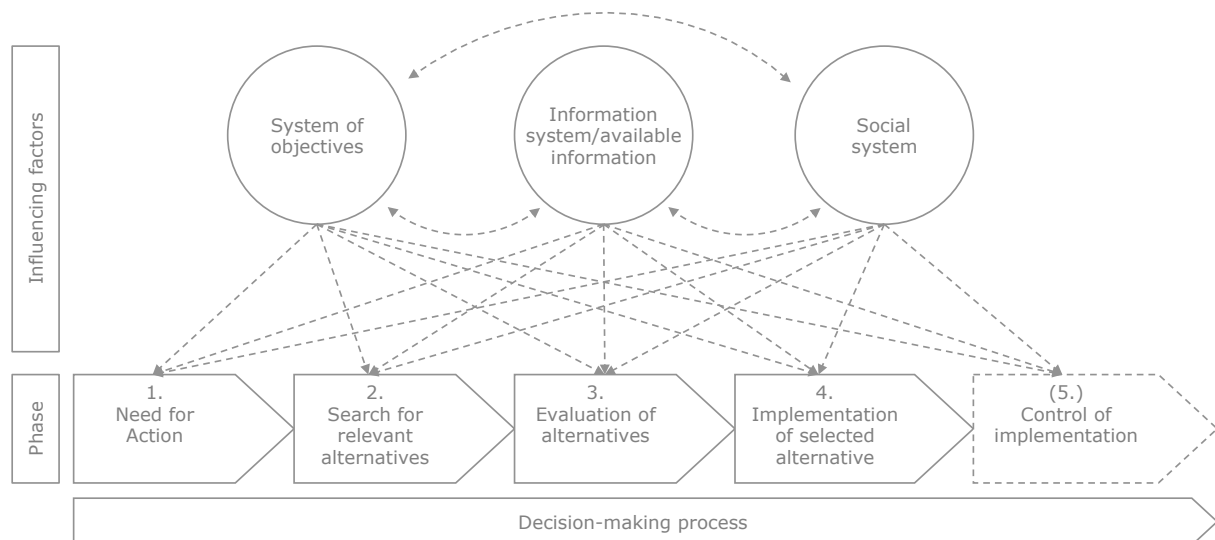 Influencing factors
System of
objectives
Information
system/available
information
Social
system
Phase
1.
Need for
Action
2.
Search for
relevant
alternatives
3.
Evaluation of
alternatives
4.
Implementation
of selected
alternative
(5.)
Control of
implementation
Decision-making process